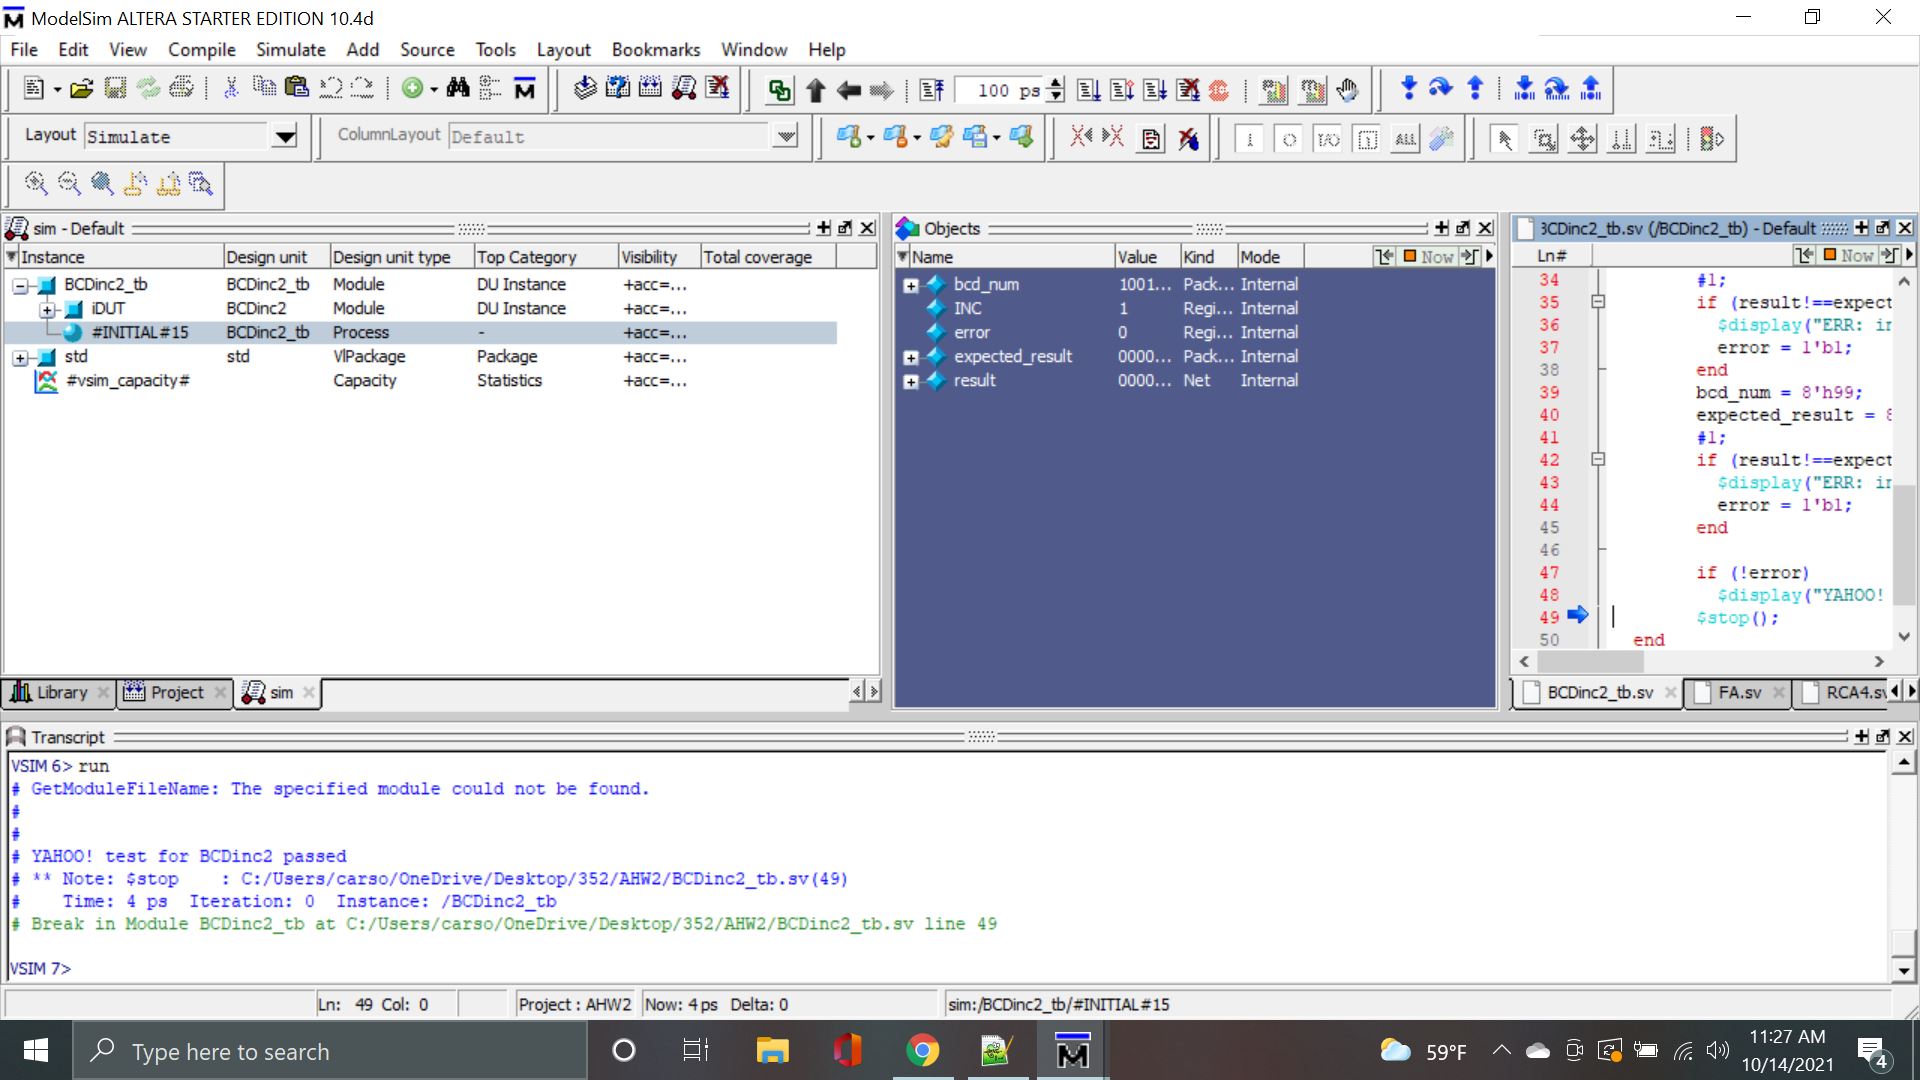 ModelSim ALTERA STARTER EDITION 10.4d
File Edit View Compile Simulate Add Source Tools Layout Bookmarks Window Help
100 ps
Layout Simulate ColumnLayout Default
I/O ALL
sim - Default
Instance Design unit Design unit type Top Category Visibility Total coverage
BCDinc2_tb BCDinc2_tb Module DU Instance +acc=...
iDUT BCDinc2 Module DU Instance +acc=...
#INITIAL#15 BCDinc2_tb Process - +acc=...
std std VlPackage Package +acc=...
#vsim_capacity# Capacity Statistics +acc=...
Library Project sim
Objects
Name Value Kind Mode Now
bcd_num 1001... Pack... Internal
INC 1 Regi... Internal
error 0 Regi... Internal
expected_result 0000... Pack... Internal
result 0000... Net Internal
BCDinc2_tb.sv (/BCDinc2_tb) - Default
Ln# Now
34 #1;
35 if (result!==expect
36 $display("ERR: in
37 error = 1'b1;
38 end
39 bcd_num = 8'h99;
40 expected_result = 8
41 #1;
42 if (result!==expect
43 $display("ERR: in
44 error = 1'b1;
45 end
46
47 if (!error)
48 $display("YAHOO!
49 $stop();
50 end
BCDinc2_tb.sv FA.sv RCA4.sv
Transcript
VSIM 6> run
# GetModuleFileName: The specified module could not be found.
#
#
# YAHOO! test for BCDinc2 passed
# ** Note: $stop : C:/Users/carso/OneDrive/Desktop/352/AHW2/BCDinc2_tb.sv(49)
# Time: 4 ps Iteration: 0 Instance: /BCDinc2_tb
# Break in Module BCDinc2_tb at C:/Users/carso/OneDrive/Desktop/352/AHW2/BCDinc2_tb.sv line 49
VSIM 7>
Ln: 49 Col: 0 Project : AHW2 Now: 4 ps Delta: 0 sim:/BCDinc2_tb/#INITIAL#15
Type here to search
59°F
11:27 AM
10/14/2021
4